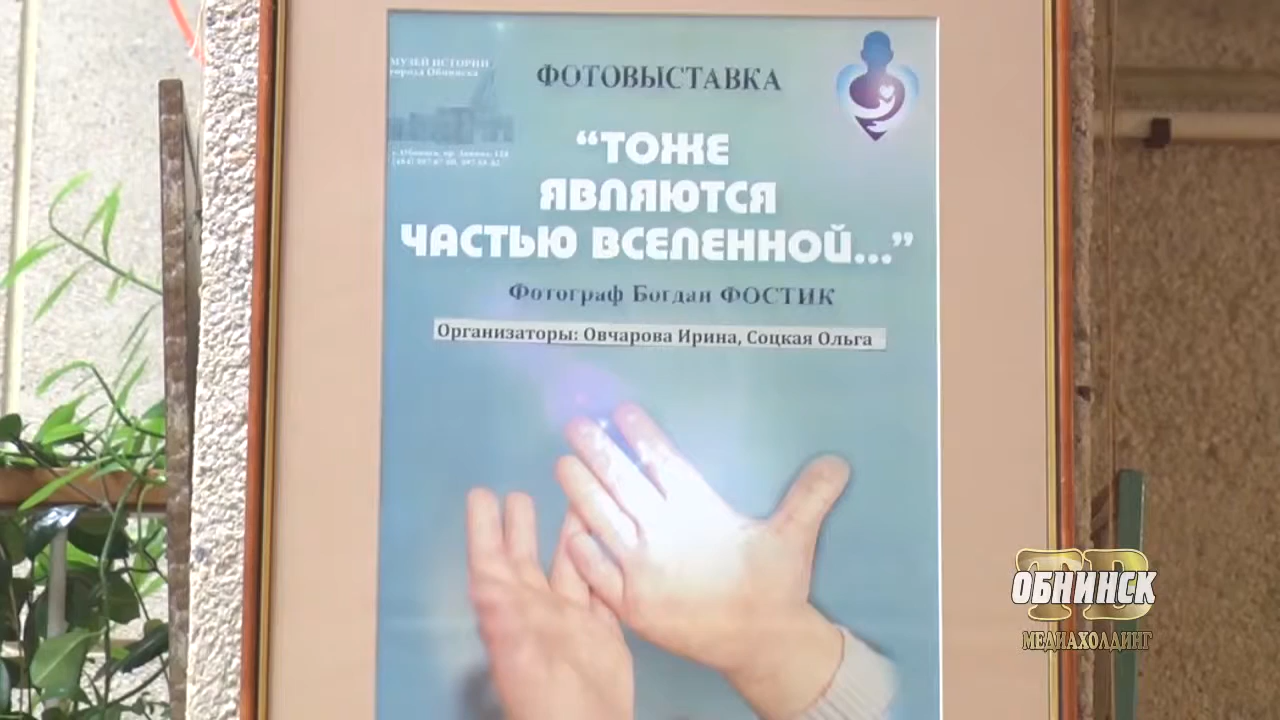 МУЗЕЙ ИСТОРИИ
города Обнинска
ФОТОВЫСТАВКА
“ТОЖЕ
ЯВЛЯЮТСЯ
ЧАСТЬЮ ВСЕЛЕННОЙ...”
Фотограф Богдан ФОСТИК
Организаторы: Овчарова Ирина, Соцкая Ольга
ТВ
ОБНИНСК
МЕДИАХОЛДИНГ